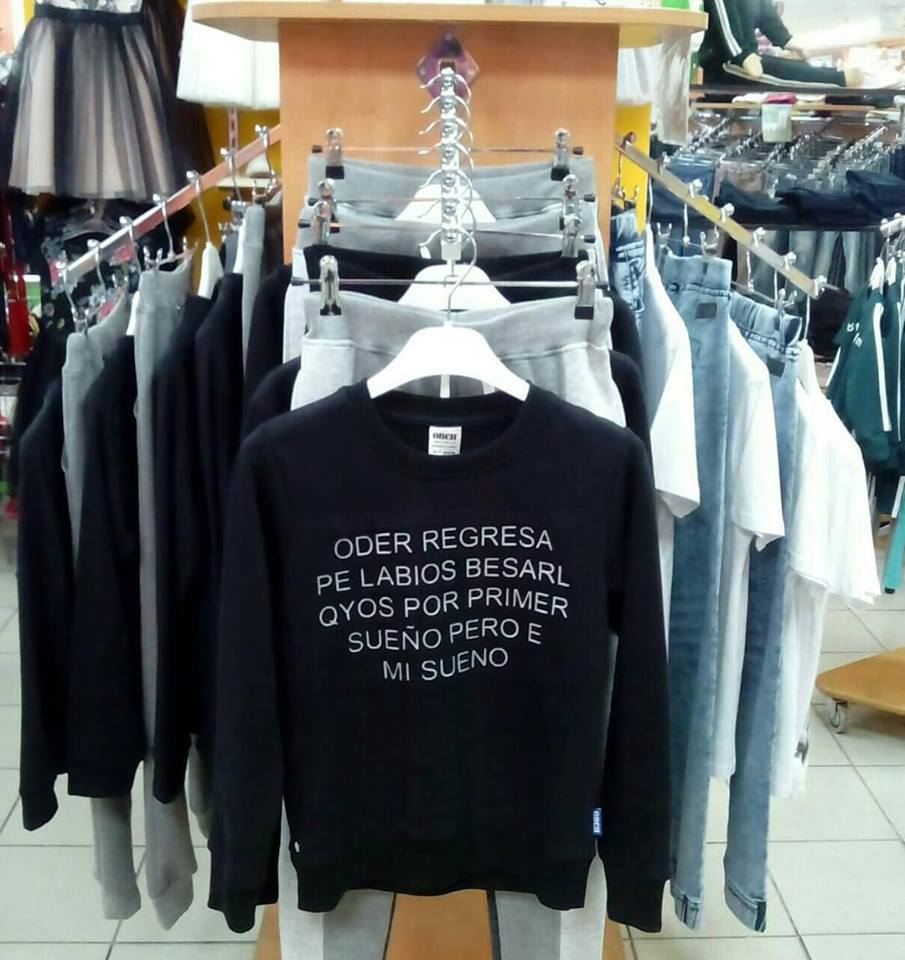 ODER REGRESA
PE LABIOS BESARL
QYOS POR PRIMER
SUEÑO PERO E
MI SUENO